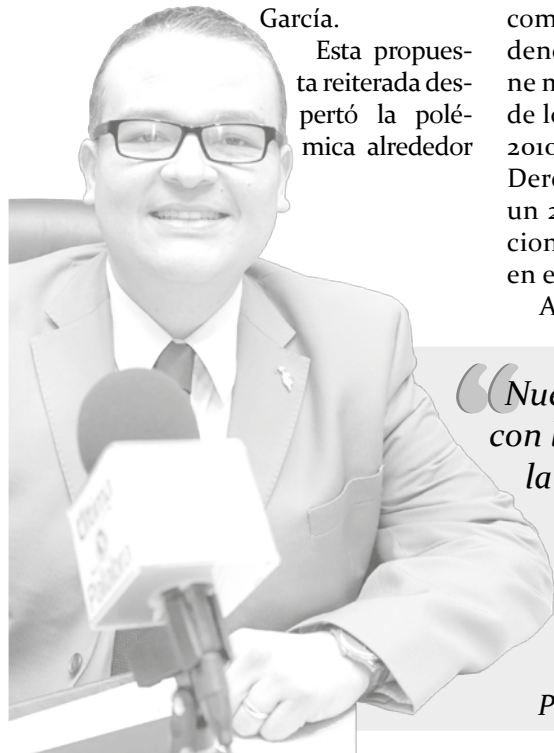 García.
Esta propues-
ta reiterada des-
pertó la polé-
mica alrededor
com
ne m
de lo
2010
Dere
un 2
cion
en e
A
“Nue
con l
la
P